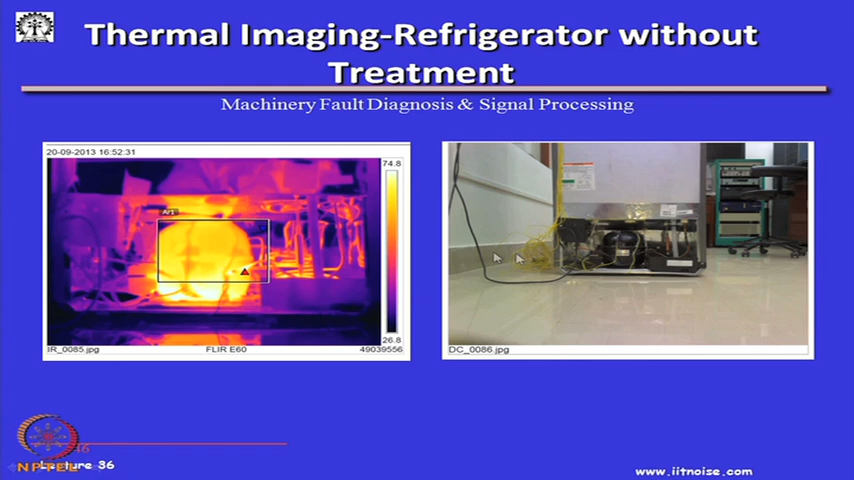 Thermal Imaging-Refrigerator without
Treatment
Machinery Fault Diagnosis & Signal Processing
20-09-2013 16:52:31
74.8
Ar1
26.8
IR_0085.jpg
FLIR E60
49039556
DC_0086.jpg
NPTEL
Lecture 36
www.iitnoise.com